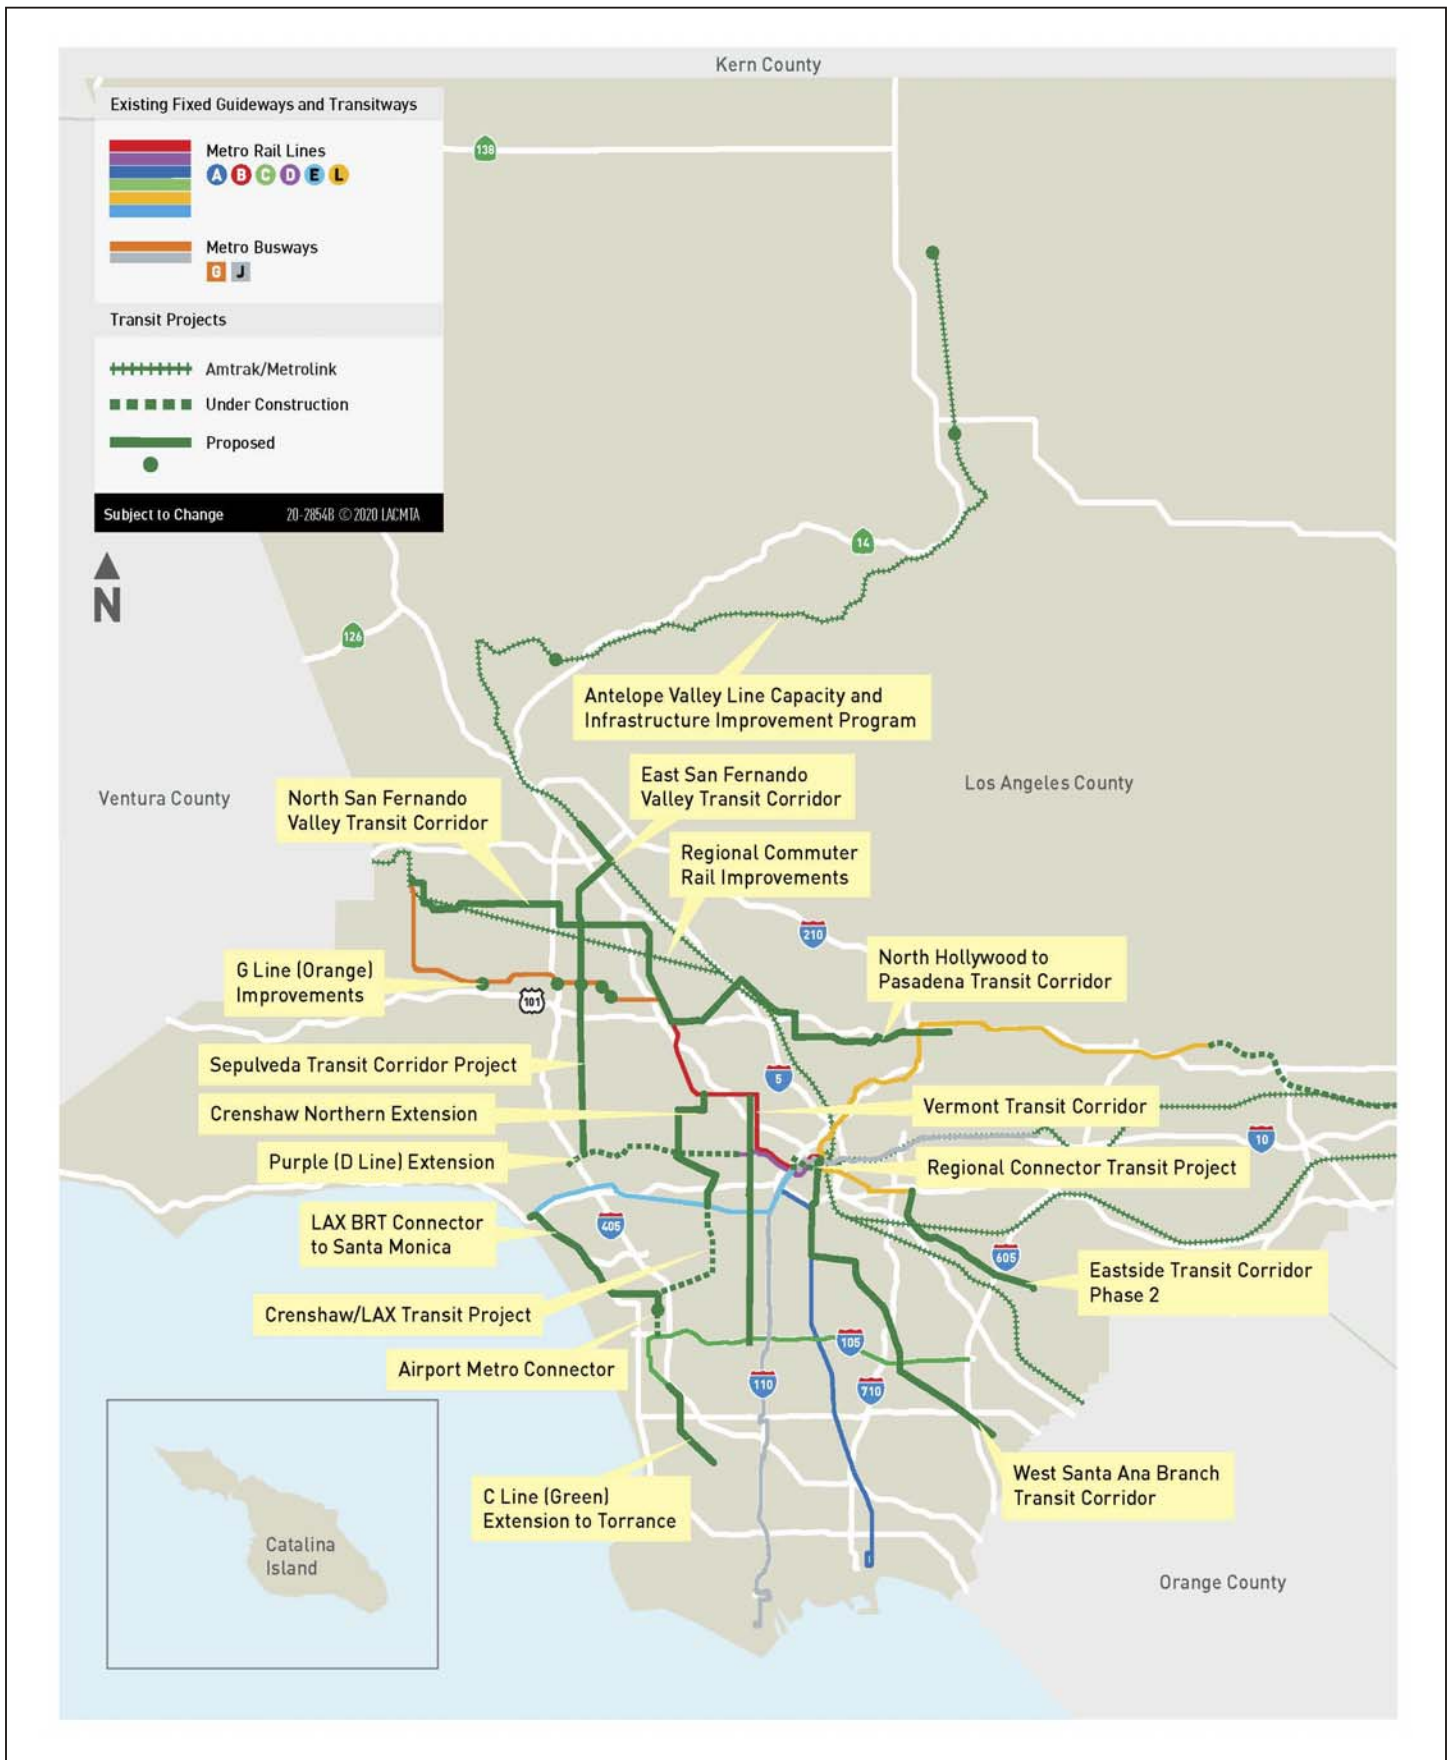 Kern County
Existing Fixed Guideways and Transitways
Metro Rail Lines
A B C D E L
Metro Busways
G J
Transit Projects
Amtrak/Metrolink
Under Construction
Proposed
Subject to Change 20-2854B © 2020 LACMTA
N
138
14
126
Antelope Valley Line Capacity and
Infrastructure Improvement Program
Ventura County
Los Angeles County
North San Fernando
Valley Transit Corridor
East San Fernando
Valley Transit Corridor
Regional Commuter
Rail Improvements
210
G Line (Orange)
Improvements
101
North Hollywood to
Pasadena Transit Corridor
Sepulveda Transit Corridor Project
5
Crenshaw Northern Extension
Vermont Transit Corridor
10
Purple (D Line) Extension
Regional Connector Transit Project
LAX BRT Connector
to Santa Monica
405
605
Eastside Transit Corridor
Phase 2
Crenshaw/LAX Transit Project
105
Airport Metro Connector
110
710
C Line (Green)
Extension to Torrance
West Santa Ana Branch
Transit Corridor
Catalina
Island
Orange County